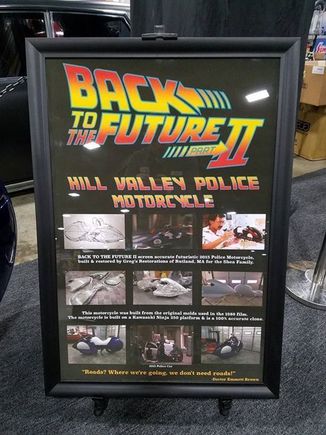 BACK
TO
THE FUTURE
PART II
HILL VALLEY POLICE
MOTORCYCLE
BACK TO THE FUTURE II screen accurate futuristic 2015 Police Motorcycle,
built & restored by Greg's Restorations of Rutland, MA for the Shea Family.
This motorcycle was built from the original molds used in the 1989 film.
The motorcycle is built on a Kawasaki Ninja 250 platform & is a 100% accurate clone.
2015 Police Car
"Roads? Where we're going, we don't need roads!"
-Doctor Emmett Brown